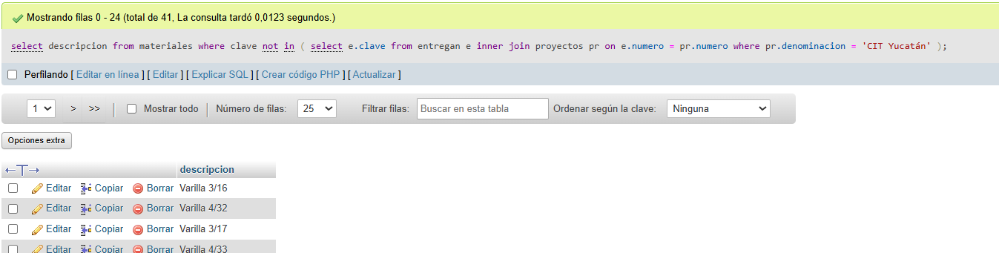 Mostrando filas 0 - 24 (total de 41, La consulta tardó 0,0123 segundos.)
select descripcion from materiales where clave not in ( select e.clave from entregan e inner join proyectos pr on e.numero = pr.numero where pr.denominacion = 'CIT Yucatán' );
Perfilando [ Editar en línea ] [ Editar ] [ Explicar SQL ] [ Crear código PHP ] [ Actualizar ]
1 > >> | Mostrar todo | Número de filas: 25 Filtrar filas: Buscar en esta tabla Ordenar según la clave: Ninguna
Opciones extra
←T→ descripcion
Editar Copiar Borrar Varilla 3/16
Editar Copiar Borrar Varilla 4/32
Editar Copiar Borrar Varilla 3/17
Editar Copiar Borrar Varilla 4/33